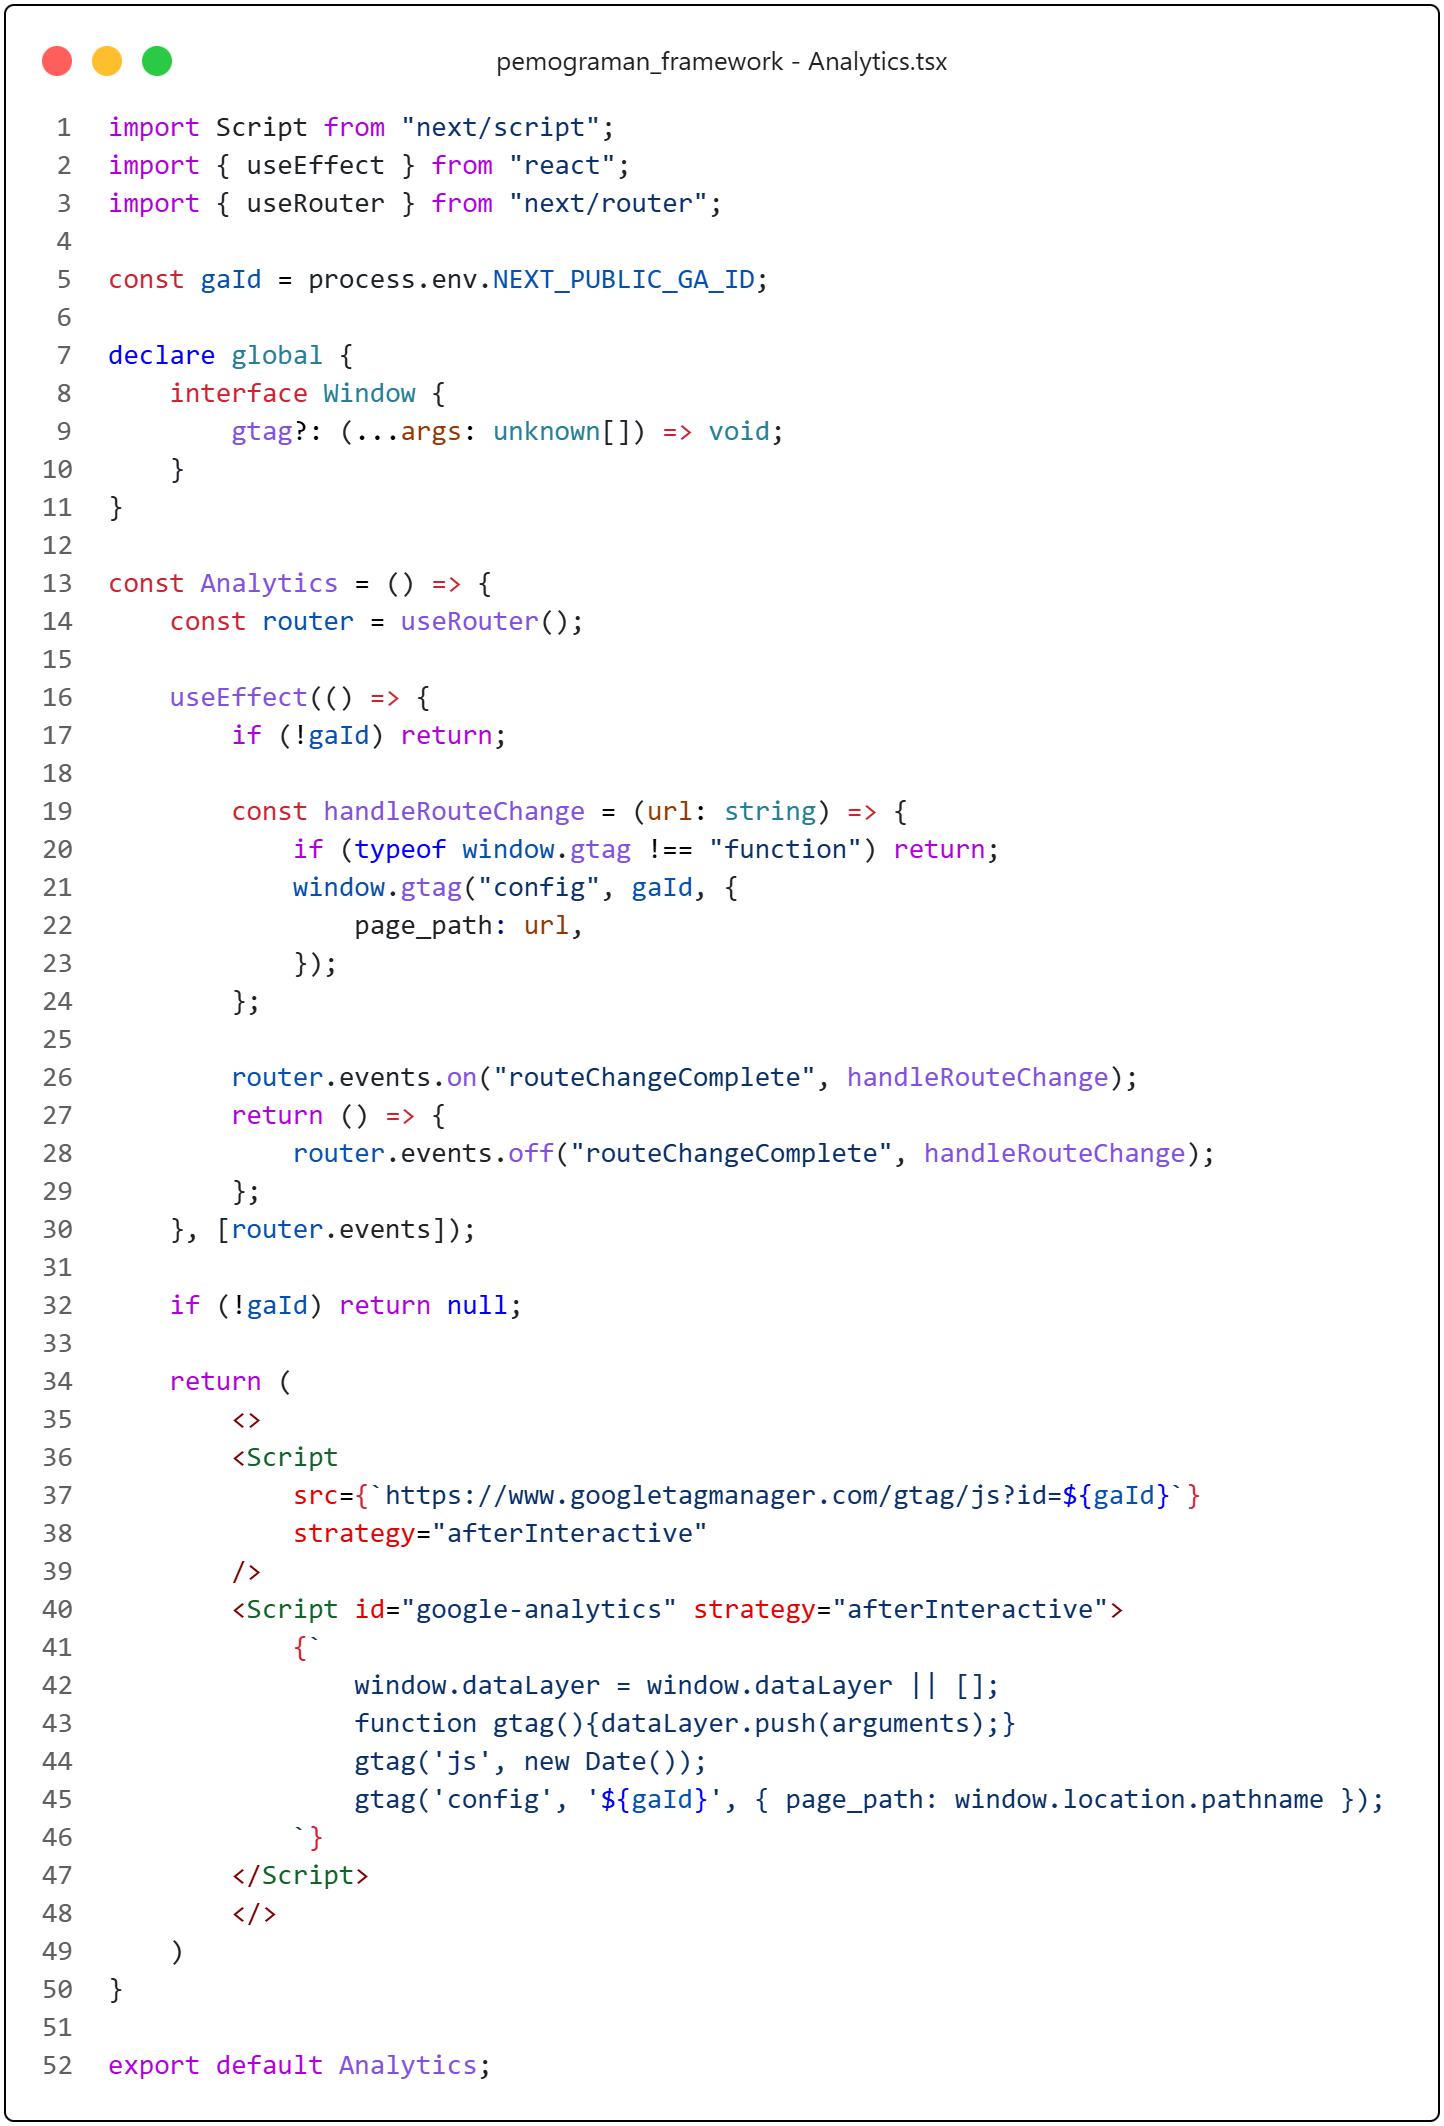 pemograman_framework - Analytics.tsx
1 import Script from "next/script";
2 import { useEffect } from "react";
3 import { useRouter } from "next/router";
4
5 const gaId = process.env.NEXT_PUBLIC_GA_ID;
6
7 declare global {
8     interface Window {
9         gtag?: (...args: unknown[]) => void;
10     }
11 }
12
13 const Analytics = () => {
14     const router = useRouter();
15
16     useEffect(() => {
17         if (!gaId) return;
18
19         const handleRouteChange = (url: string) => {
20             if (typeof window.gtag !== "function") return;
21             window.gtag("config", gaId, {
22                 page_path: url,
23             });
24         };
25
26         router.events.on("routeChangeComplete", handleRouteChange);
27         return () => {
28             router.events.off("routeChangeComplete", handleRouteChange);
29         };
30     }, [router.events]);
31
32     if (!gaId) return null;
33
34     return (
35         <>
36         <Script
37             src={`https://www.googletagmanager.com/gtag/js?id=${gaId}`}
38             strategy="afterInteractive"
39         />
40         <Script id="google-analytics" strategy="afterInteractive">
41             {`
42                 window.dataLayer = window.dataLayer || [];
43                 function gtag(){dataLayer.push(arguments);}
44                 gtag('js', new Date());
45                 gtag('config', '${gaId}', { page_path: window.location.pathname });
46             `}
47         </Script>
48         </>
49     )
50 }
51
52 export default Analytics;